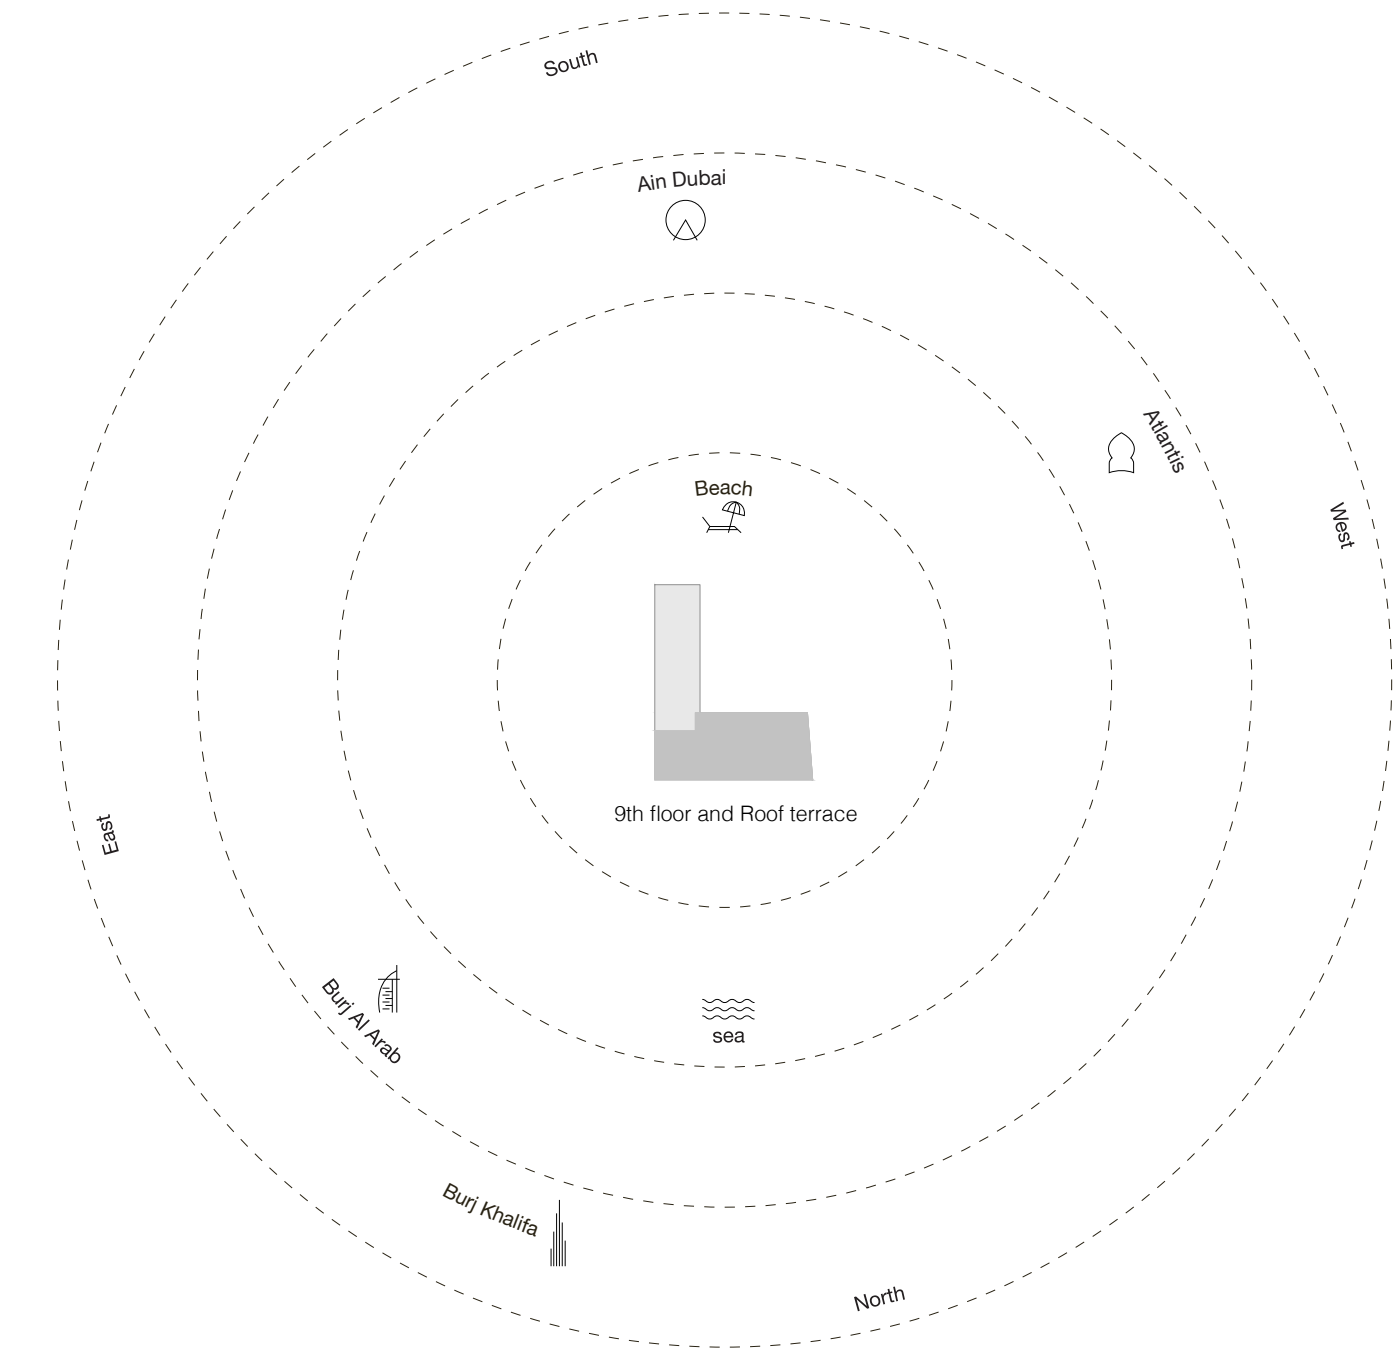 South
Ain Dubai
Atlantis
Beach
West
9th floor and Roof terrace
East
Burj Al Arab
sea
Burj Khalifa
North